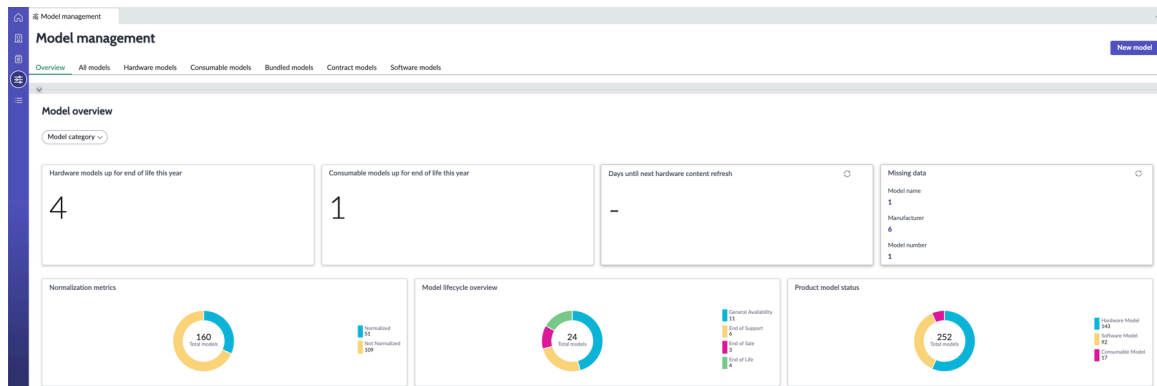 Model management
Model management
New model
Overview All models Hardware models Consumable models Bundled models Contract models Software models
Model overview
Model category
Hardware models up for end of life this year
4
Consumable models up for end of life this year
1
Days until next hardware content refresh
-
Missing data
Model name
1
Manufacturer
6
Model number
1
Normalization metrics
160
Total models
Normalized
51
Not Normalized
109
Model lifecycle overview
24
Total models
General Availability
11
End of Support
6
End of Sale
3
End of Life
4
Product model status
252
Total models
Hardware Model
143
Software Model
92
Consumable Model
17